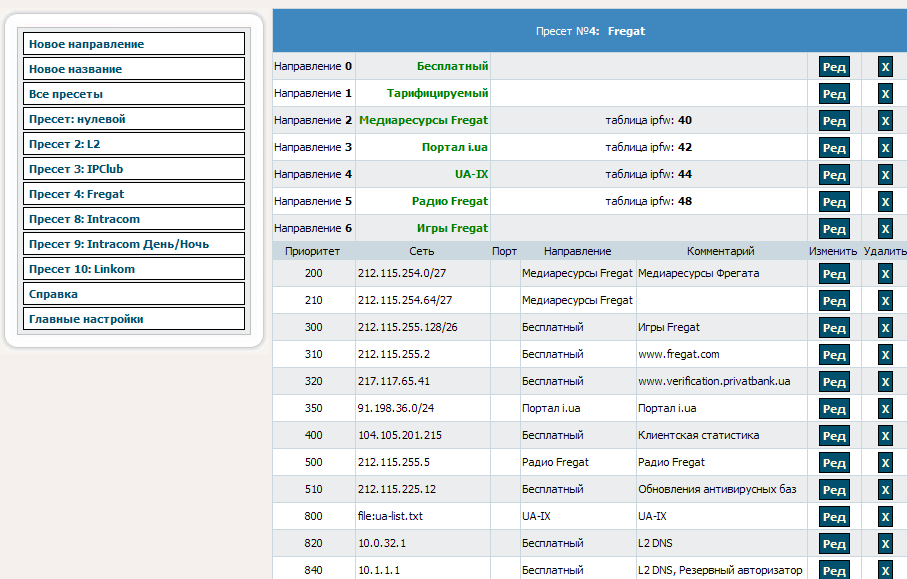 Новое направление
Новое название
Все пресеты
Пресет: нулевой
Пресет 2: L2
Пресет 3: IPClub
Пресет 4: Fregat
Пресет 8: Intracom
Пресет 9: Intracom День/Ночь
Пресет 10: Linkom
Справка
Главные настройки
Пресет №4: Fregat
Направление 0 Бесплатный Ред X
Направление 1 Тарифицируемый Ред X
Направление 2 Медиаресурсы Fregat таблица ipfw: 40 Ред X
Направление 3 Портал i.ua таблица ipfw: 42 Ред X
Направление 4 UA-IX таблица ipfw: 44 Ред X
Направление 5 Радио Fregat таблица ipfw: 48 Ред X
Направление 6 Игры Fregat Ред X
Приоритет Сеть Порт Направление Комментарий Изменить Удалить
200 212.115.254.0/27 Медиаресурсы Fregat Медиаресурсы Фрегата Ред X
210 212.115.254.64/27 Медиаресурсы Fregat Ред X
300 212.115.255.128/26 Бесплатный Игры Fregat Ред X
310 212.115.255.2 Бесплатный www.fregat.com Ред X
320 217.117.65.41 Бесплатный www.verification.privatbank.ua Ред X
350 91.198.36.0/24 Портал i.ua Портал i.ua Ред X
400 104.105.201.215 Бесплатный Клиентская статистика Ред X
500 212.115.255.5 Радио Fregat Радио Fregat Ред X
510 212.115.225.12 Бесплатный Обновления антивирусных баз Ред X
800 file:ua-list.txt UA-IX UA-IX Ред X
820 10.0.32.1 Бесплатный L2 DNS Ред X
840 10.1.1.1 Бесплатный L2 DNS, Резервный авторизатор Ред X